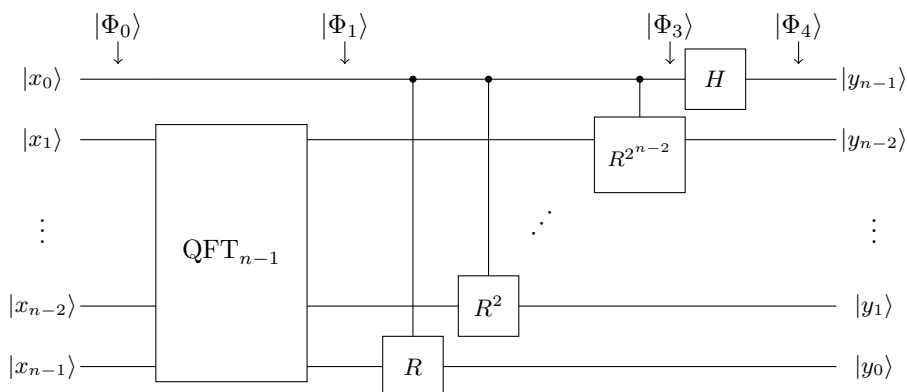 |Φ₀⟩ |Φ₁⟩ |Φ₃⟩ |Φ₄⟩
|x₀⟩ H |yₙ₋₁⟩
|x₁⟩ R^{2^{n-2}} |yₙ₋₂⟩
⋮ QFTₙ₋₁ ⋰ ⋮
|xₙ₋₂⟩ R² |y₁⟩
|xₙ₋₁⟩ R |y₀⟩